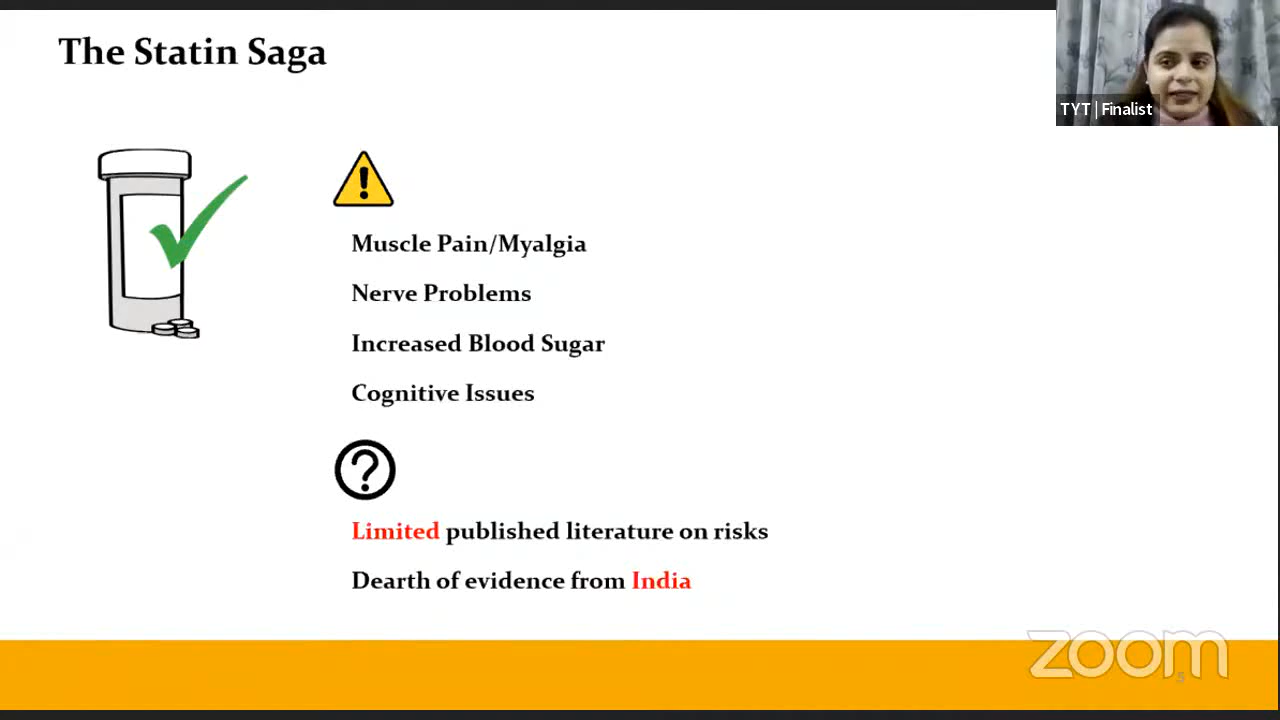 The Statin Saga
TYT | Finalist
Muscle Pain/Myalgia
Nerve Problems
Increased Blood Sugar
Cognitive Issues
Limited published literature on risks
Dearth of evidence from India
zoom
5